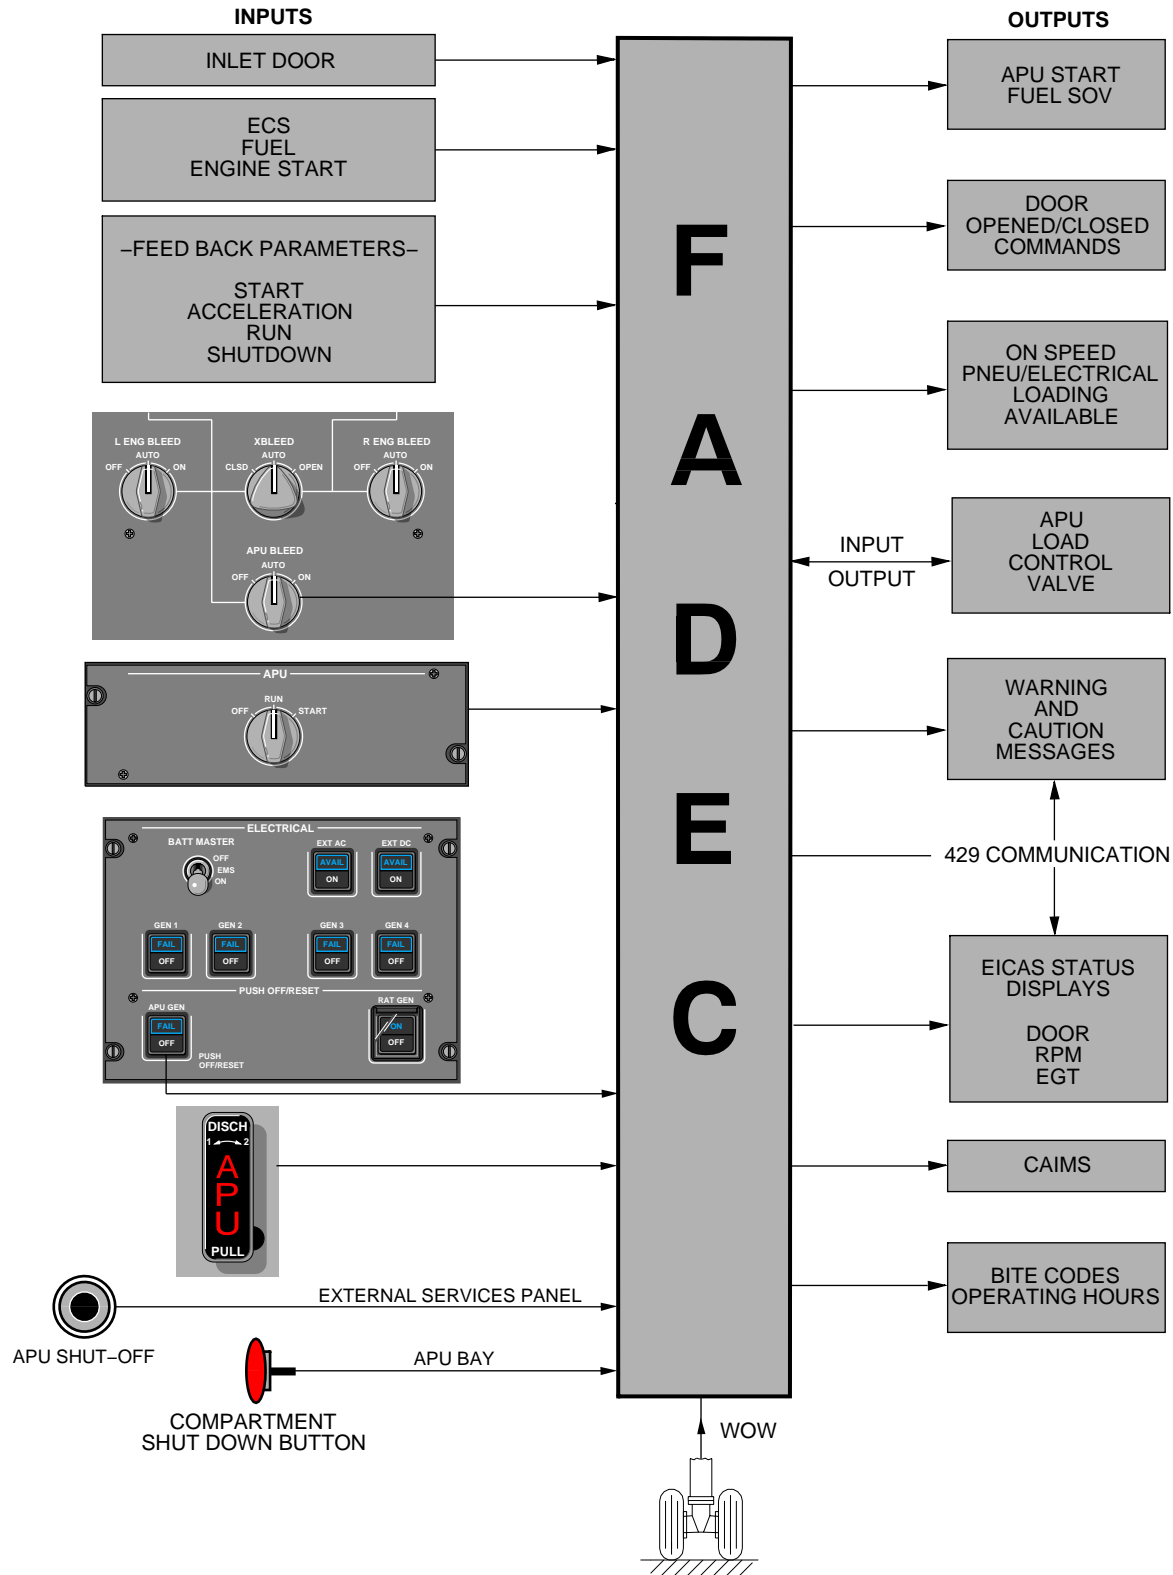 INPUTS
OUTPUTS
INLET DOOR
ECS
FUEL
ENGINE START
–FEED BACK PARAMETERS–
START
ACCELERATION
RUN
SHUTDOWN
L ENG BLEED
XBLEED
R ENG BLEED
OFF AUTO ON
CLSD AUTO OPEN
OFF AUTO ON
APU BLEED
OFF AUTO ON
APU
OFF RUN START
ELECTRICAL
BATT MASTER
OFF
EMS
ON
EXT AC
AVAIL
ON
EXT DC
AVAIL
ON
GEN 1
FAIL
OFF
GEN 2
FAIL
OFF
GEN 3
FAIL
OFF
GEN 4
FAIL
OFF
PUSH OFF/RESET
APU GEN
FAIL
OFF
PUSH
OFF/RESET
RAT GEN
ON
OFF
DISCH
1 2
APU
PULL
EXTERNAL SERVICES PANEL
APU SHUT–OFF
APU BAY
COMPARTMENT
SHUT DOWN BUTTON
F
A
D
E
C
WOW
APU START
FUEL SOV
DOOR
OPENED/CLOSED
COMMANDS
ON SPEED
PNEU/ELECTRICAL
LOADING
AVAILABLE
INPUT
OUTPUT
APU
LOAD
CONTROL
VALVE
WARNING
AND
CAUTION
MESSAGES
429 COMMUNICATION
EICAS STATUS
DISPLAYS
DOOR
RPM
EGT
CAIMS
BITE CODES
OPERATING HOURS